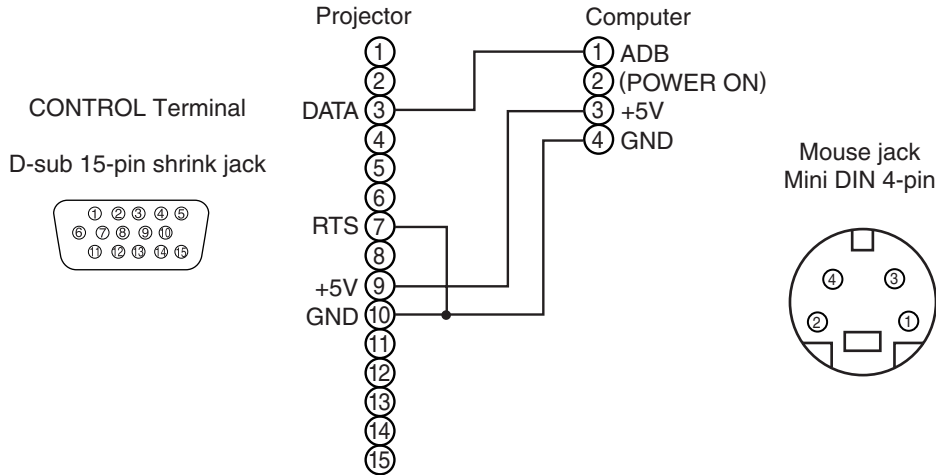 Projector
Computer
CONTROL Terminal
D-sub 15-pin shrink jack
1 2 3 4 5
6 7 8 9 10
11 12 13 14 15
1
2
DATA 3
4
5
6
RTS 7
8
+5V 9
GND 10
11
12
13
14
15
1 ADB
2 (POWER ON)
3 +5V
4 GND
Mouse jack
Mini DIN 4-pin
4 3
2 1